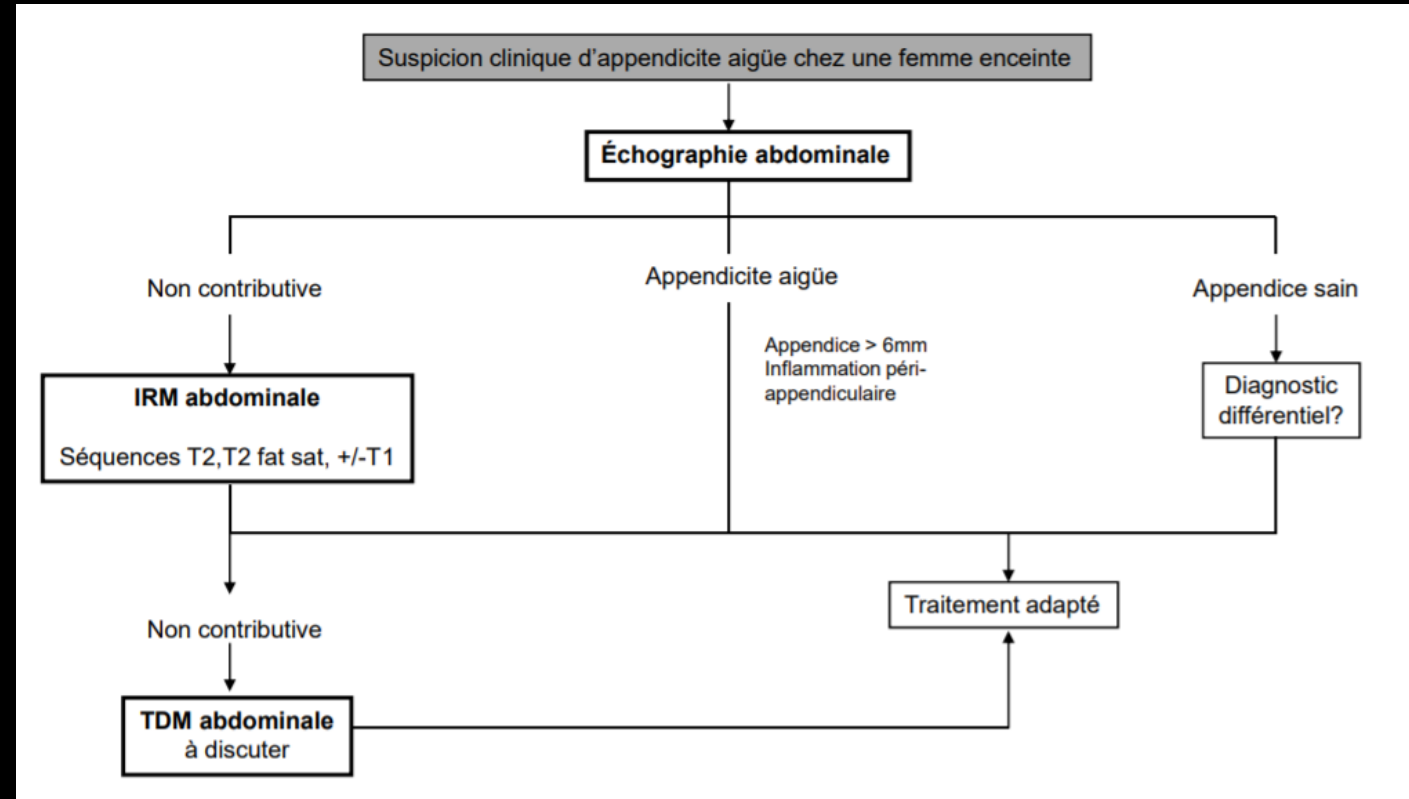 Suspicion clinique d'appendicite aigüe chez une femme enceinte
Échographie abdominale
Non contributive
Appendicite aigüe
Appendice sain
Appendice > 6mm
Inflammation péri-
appendiculaire
IRM abdominale
Séquences T2,T2 fat sat, +/-T1
Diagnostic
différentiel?
Traitement adapté
Non contributive
TDM abdominale
à discuter